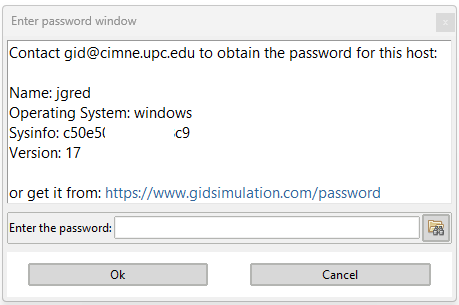 Enter password window
x
Contact gid@cimne.upc.edu to obtain the password for this host:
Name: jgred
Operating System: windows
Sysinfo: c50e50 c9
Version: 17
or get it from: https://www.gidsimulation.com/password
Enter the password:
Ok
Cancel